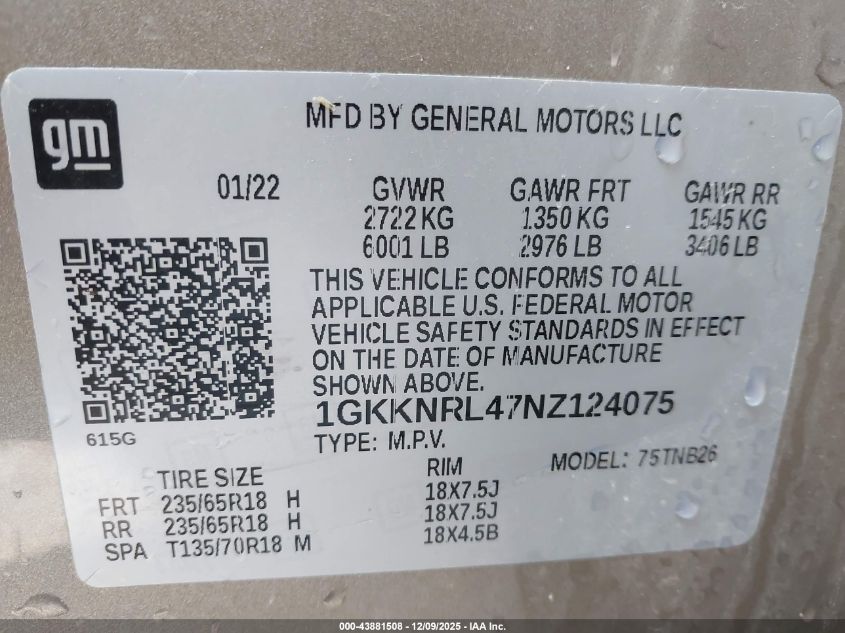 gm
MFD BY GENERAL MOTORS LLC
01/22 GVWR GAWR FRT GAWR RR
2722 KG 1350 KG 1545 KG
6001 LB 2976 LB 3406 LB
THIS VEHICLE CONFORMS TO ALL
APPLICABLE U.S. FEDERAL MOTOR
VEHICLE SAFETY STANDARDS IN EFFECT
ON THE DATE OF MANUFACTURE
SHOWN ABOVE.
1GKKNRL47NZ124075
615G
TYPE: M.P.V.
MODEL: 75TNB26
TIRE SIZE RIM
FRT 235/65R18 H 18X7.5J
RR 235/65R18 H 18X7.5J
SPA T135/70R18 M 18X4.5B
000-43881508 - 12/09/2025 - IAA Inc.